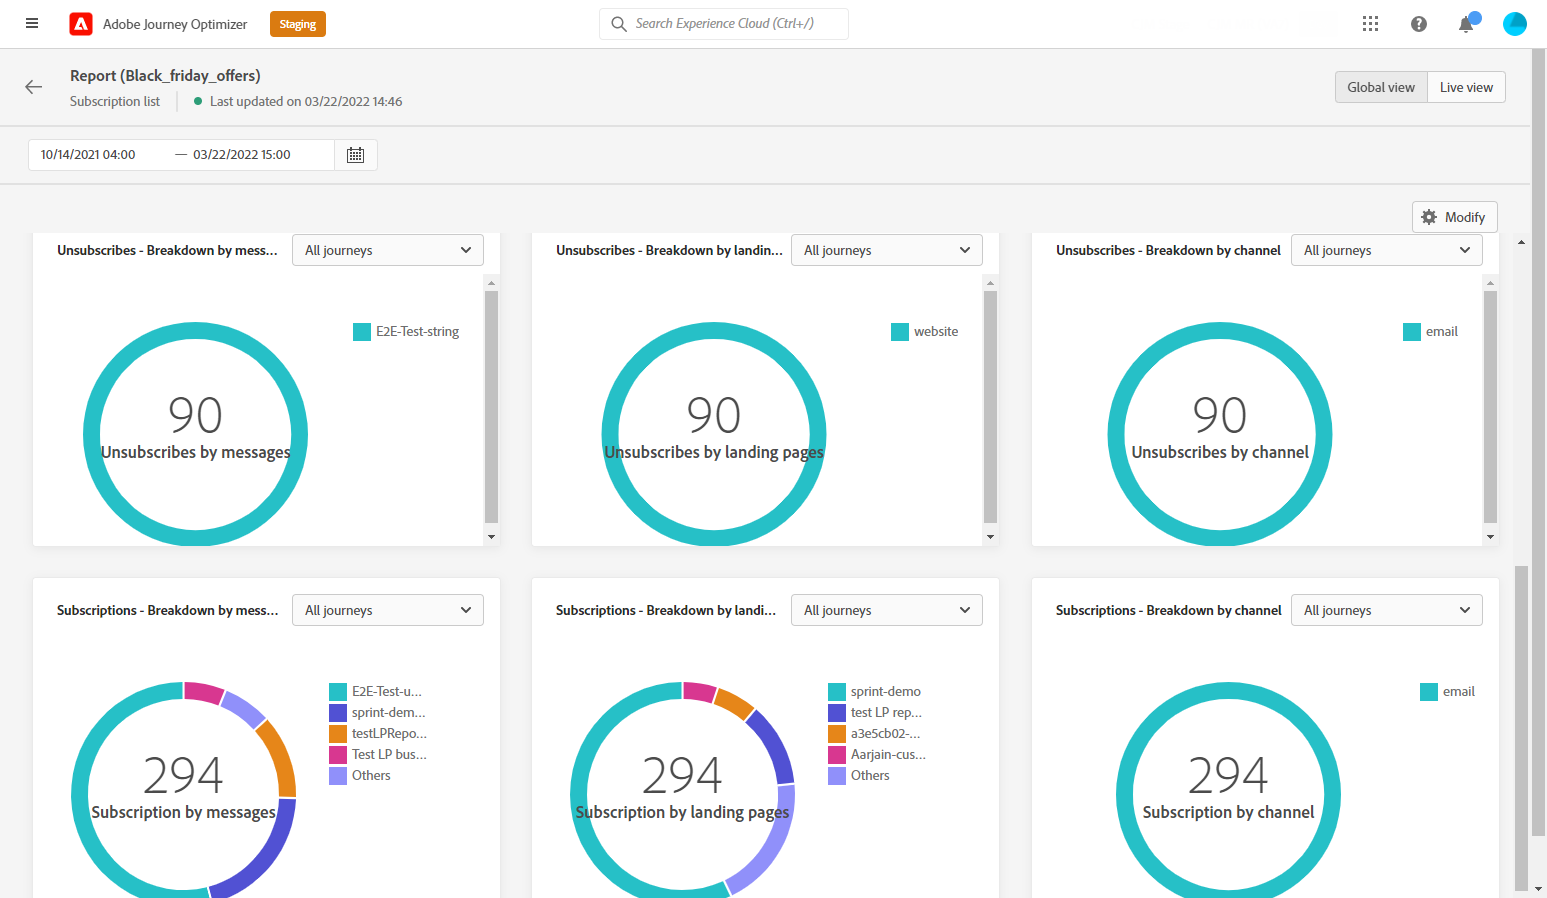 Adobe Journey Optimizer
Staging
Search Experience Cloud (Ctrl+/)
Report (Black_friday_offers)
Subscription list
Last updated on 03/22/2022 14:46
Global view
Live view
10/14/2021 04:00 — 03/22/2022 15:00
Modify
Unsubscribes - Breakdown by mess...
All journeys
E2E-Test-string
90
Unsubscribes by messages
Unsubscribes - Breakdown by landin...
All journeys
website
90
Unsubscribes by landing pages
Unsubscribes - Breakdown by channel
All journeys
email
90
Unsubscribes by channel
Subscriptions - Breakdown by mess...
All journeys
E2E-Test-u...
sprint-dem...
testLPRepo...
Test LP bus...
Others
294
Subscription by messages
Subscriptions - Breakdown by landi...
All journeys
sprint-demo
test LP rep...
a3e5cb02-...
Aarjain-cus...
Others
294
Subscription by landing pages
Subscriptions - Breakdown by channel
All journeys
email
294
Subscription by channel